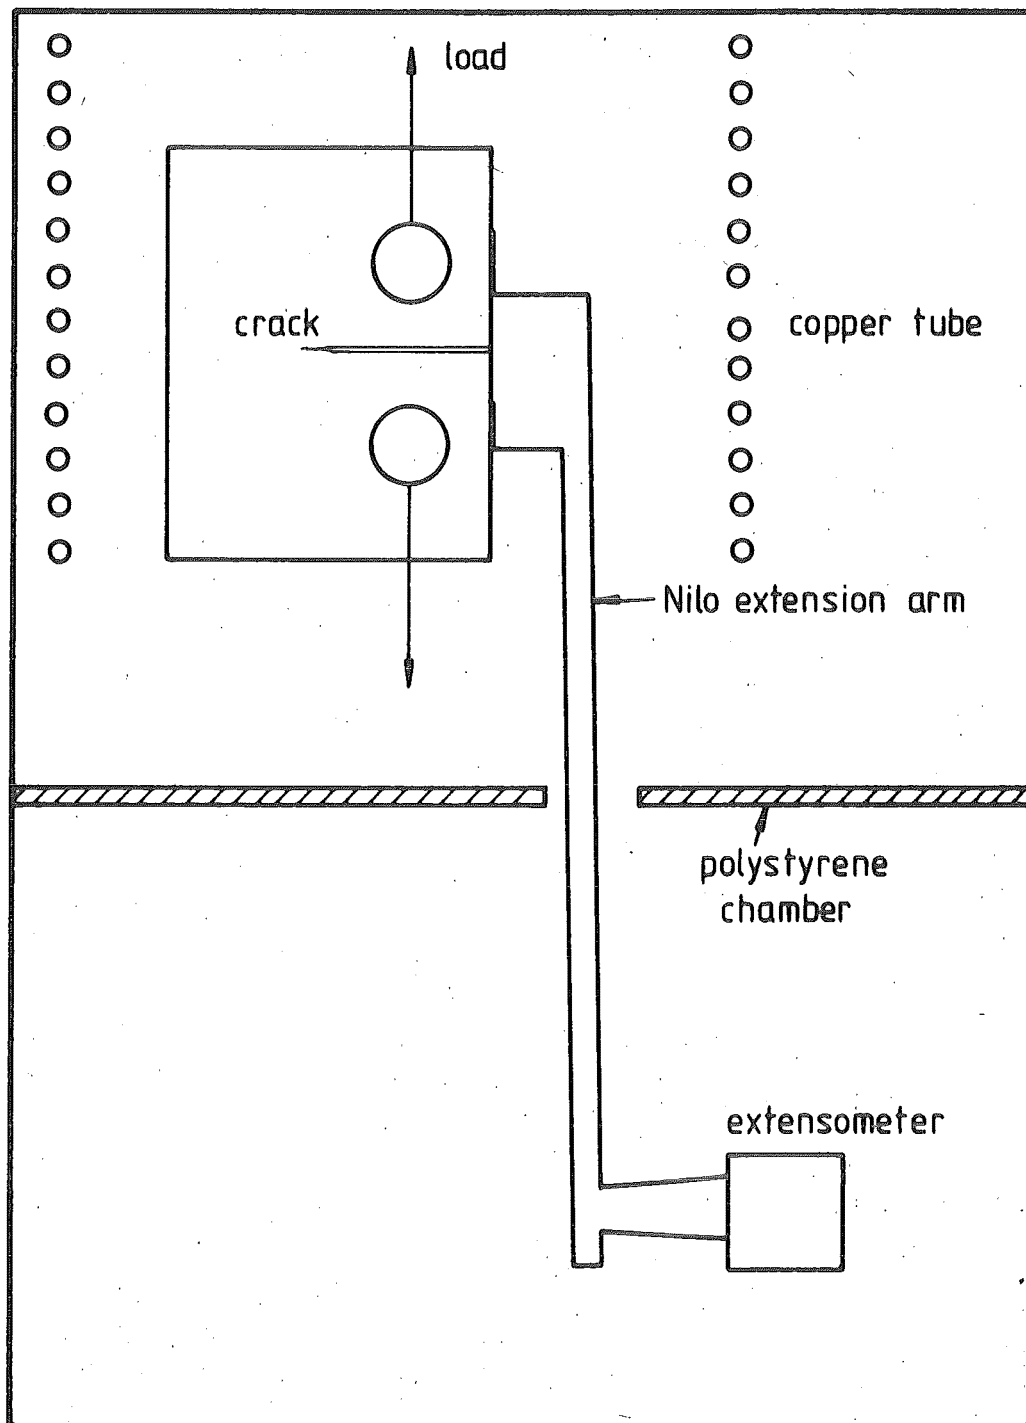 load
crack
copper tube
Nilo extension arm
polystyrene
chamber
extensometer